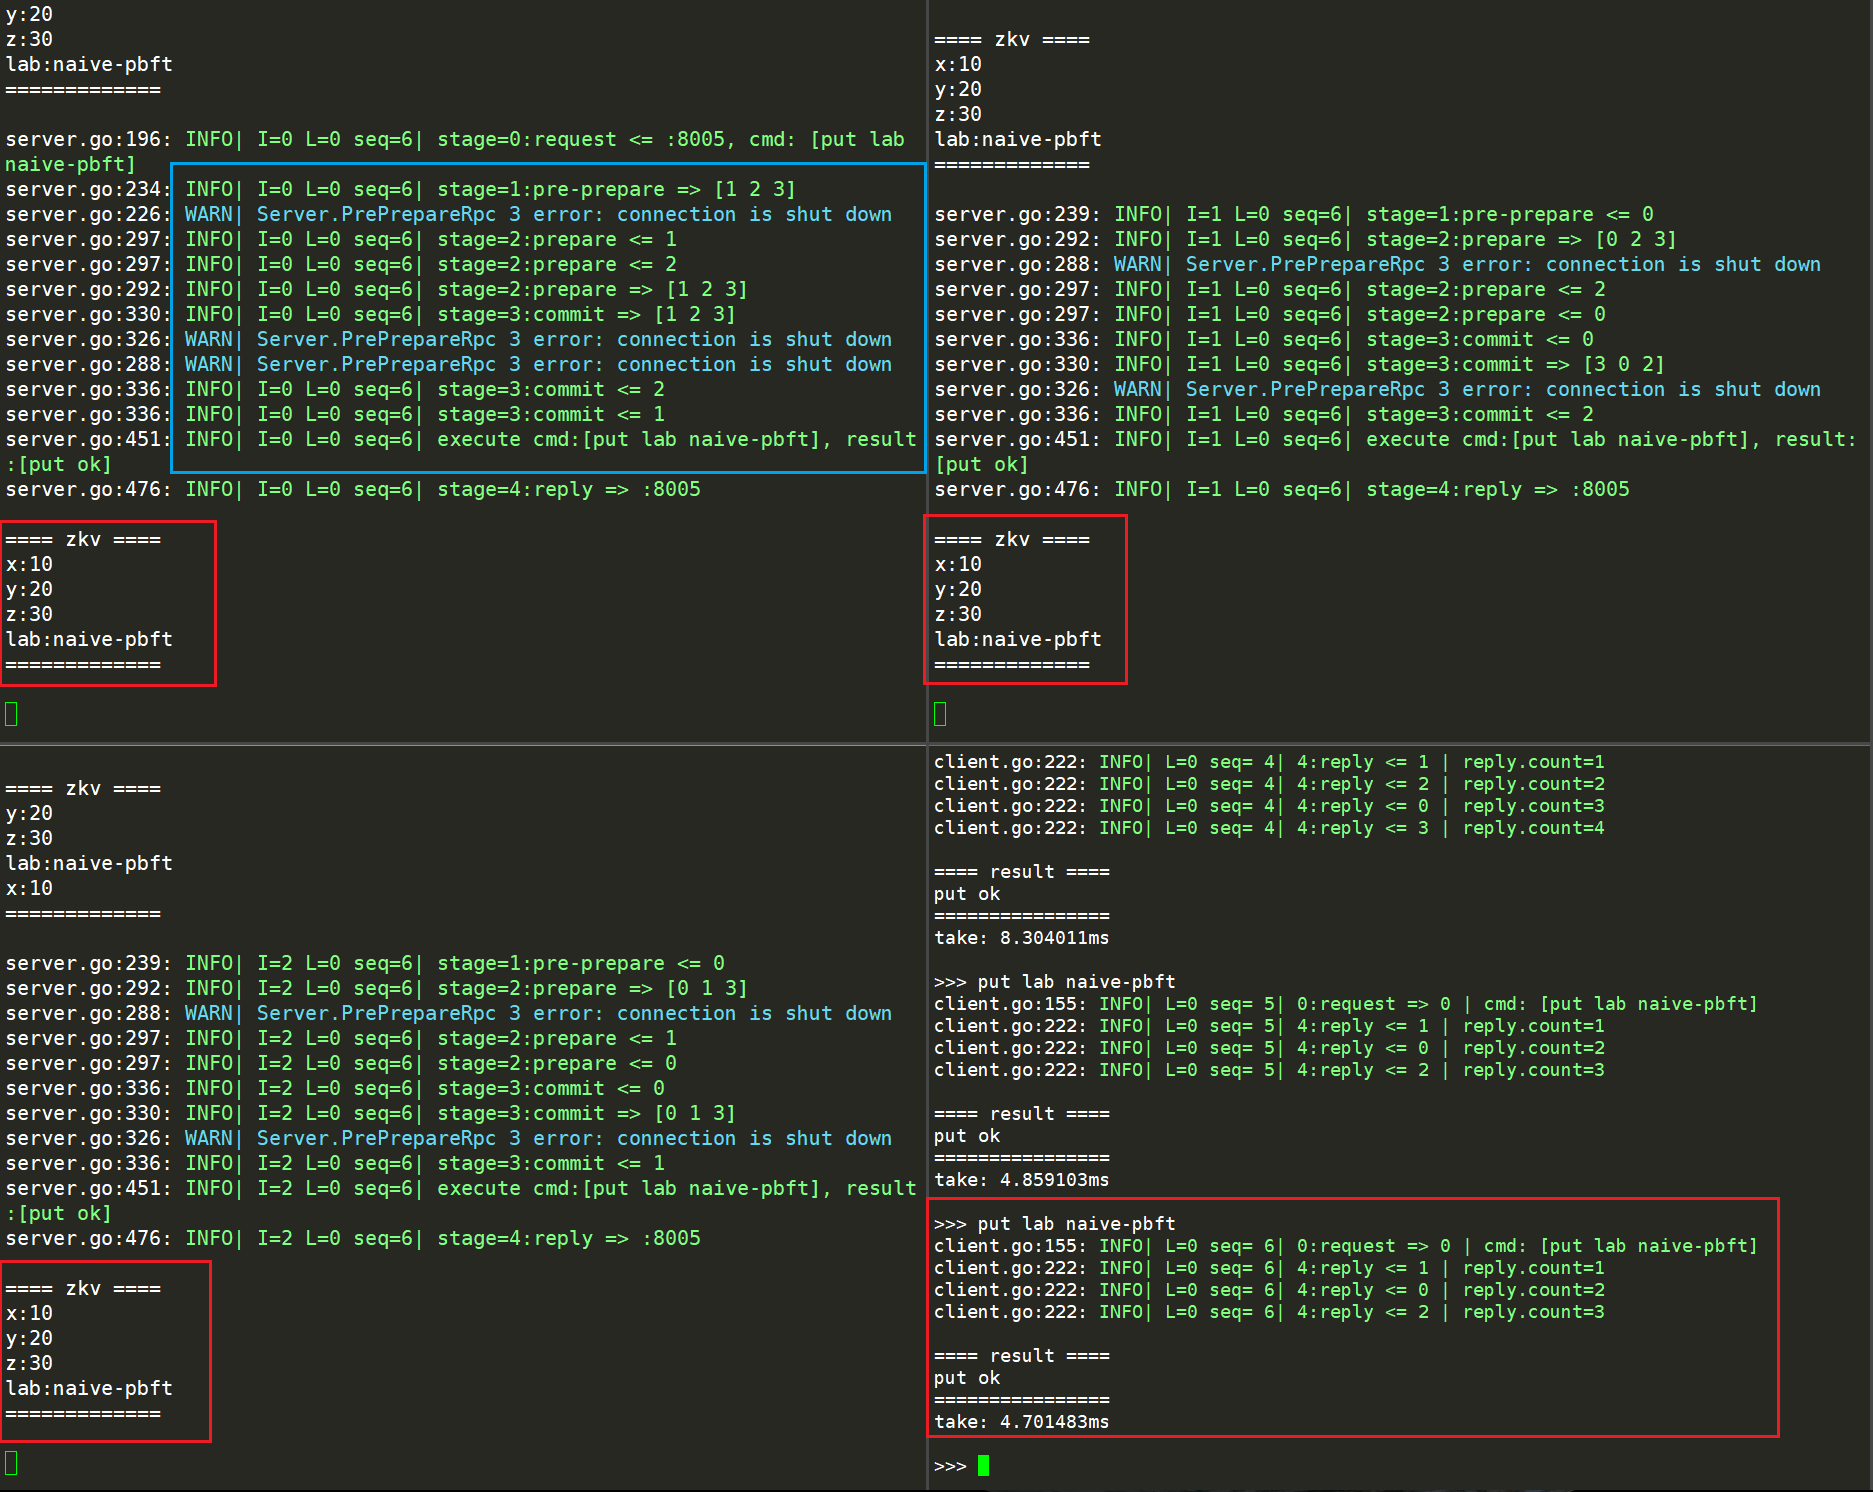 y:20
z:30
lab:naive-pbft
=============
server.go:196: INFO| I=0 L=0 seq=6| stage=0:request <= :8005, cmd: [put lab
naive-pbft]
server.go:234: INFO| I=0 L=0 seq=6| stage=1:pre-prepare => [1 2 3]
server.go:226: WARN| Server.PrePrepareRpc 3 error: connection is shut down
server.go:297: INFO| I=0 L=0 seq=6| stage=2:prepare <= 1
server.go:297: INFO| I=0 L=0 seq=6| stage=2:prepare <= 2
server.go:292: INFO| I=0 L=0 seq=6| stage=2:prepare => [1 2 3]
server.go:330: INFO| I=0 L=0 seq=6| stage=3:commit => [1 2 3]
server.go:326: WARN| Server.PrePrepareRpc 3 error: connection is shut down
server.go:288: WARN| Server.PrePrepareRpc 3 error: connection is shut down
server.go:336: INFO| I=0 L=0 seq=6| stage=3:commit <= 2
server.go:336: INFO| I=0 L=0 seq=6| stage=3:commit <= 1
server.go:451: INFO| I=0 L=0 seq=6| execute cmd:[put lab naive-pbft], result
:[put ok]
server.go:476: INFO| I=0 L=0 seq=6| stage=4:reply => :8005
==== zkv ====
x:10
y:20
z:30
lab:naive-pbft
=============
==== zkv ====
x:10
y:20
z:30
lab:naive-pbft
=============
server.go:239: INFO| I=1 L=0 seq=6| stage=1:pre-prepare <= 0
server.go:292: INFO| I=1 L=0 seq=6| stage=2:prepare => [0 2 3]
server.go:288: WARN| Server.PrePrepareRpc 3 error: connection is shut down
server.go:297: INFO| I=1 L=0 seq=6| stage=2:prepare <= 2
server.go:297: INFO| I=1 L=0 seq=6| stage=2:prepare <= 0
server.go:336: INFO| I=1 L=0 seq=6| stage=3:commit <= 0
server.go:330: INFO| I=1 L=0 seq=6| stage=3:commit => [3 0 2]
server.go:326: WARN| Server.PrePrepareRpc 3 error: connection is shut down
server.go:336: INFO| I=1 L=0 seq=6| stage=3:commit <= 2
server.go:451: INFO| I=1 L=0 seq=6| execute cmd:[put lab naive-pbft], result:
[put ok]
server.go:476: INFO| I=1 L=0 seq=6| stage=4:reply => :8005
==== zkv ====
x:10
y:20
z:30
lab:naive-pbft
=============
==== zkv ====
y:20
z:30
lab:naive-pbft
x:10
=============
server.go:239: INFO| I=2 L=0 seq=6| stage=1:pre-prepare <= 0
server.go:292: INFO| I=2 L=0 seq=6| stage=2:prepare => [0 1 3]
server.go:288: WARN| Server.PrePrepareRpc 3 error: connection is shut down
server.go:297: INFO| I=2 L=0 seq=6| stage=2:prepare <= 1
server.go:297: INFO| I=2 L=0 seq=6| stage=2:prepare <= 0
server.go:336: INFO| I=2 L=0 seq=6| stage=3:commit <= 0
server.go:330: INFO| I=2 L=0 seq=6| stage=3:commit => [0 1 3]
server.go:326: WARN| Server.PrePrepareRpc 3 error: connection is shut down
server.go:336: INFO| I=2 L=0 seq=6| stage=3:commit <= 1
server.go:451: INFO| I=2 L=0 seq=6| execute cmd:[put lab naive-pbft], result
:[put ok]
server.go:476: INFO| I=2 L=0 seq=6| stage=4:reply => :8005
==== zkv ====
x:10
y:20
z:30
lab:naive-pbft
=============
client.go:222: INFO| L=0 seq= 4| 4:reply <= 1 | reply.count=1
client.go:222: INFO| L=0 seq= 4| 4:reply <= 2 | reply.count=2
client.go:222: INFO| L=0 seq= 4| 4:reply <= 0 | reply.count=3
client.go:222: INFO| L=0 seq= 4| 4:reply <= 3 | reply.count=4
==== result ====
put ok
================
take: 8.304011ms
>>> put lab naive-pbft
client.go:155: INFO| L=0 seq= 5| 0:request => 0 | cmd: [put lab naive-pbft]
client.go:222: INFO| L=0 seq= 5| 4:reply <= 1 | reply.count=1
client.go:222: INFO| L=0 seq= 5| 4:reply <= 0 | reply.count=2
client.go:222: INFO| L=0 seq= 5| 4:reply <= 2 | reply.count=3
==== result ====
put ok
================
take: 4.859103ms
>>> put lab naive-pbft
client.go:155: INFO| L=0 seq= 6| 0:request => 0 | cmd: [put lab naive-pbft]
client.go:222: INFO| L=0 seq= 6| 4:reply <= 1 | reply.count=1
client.go:222: INFO| L=0 seq= 6| 4:reply <= 0 | reply.count=2
client.go:222: INFO| L=0 seq= 6| 4:reply <= 2 | reply.count=3
==== result ====
put ok
================
take: 4.701483ms
>>>